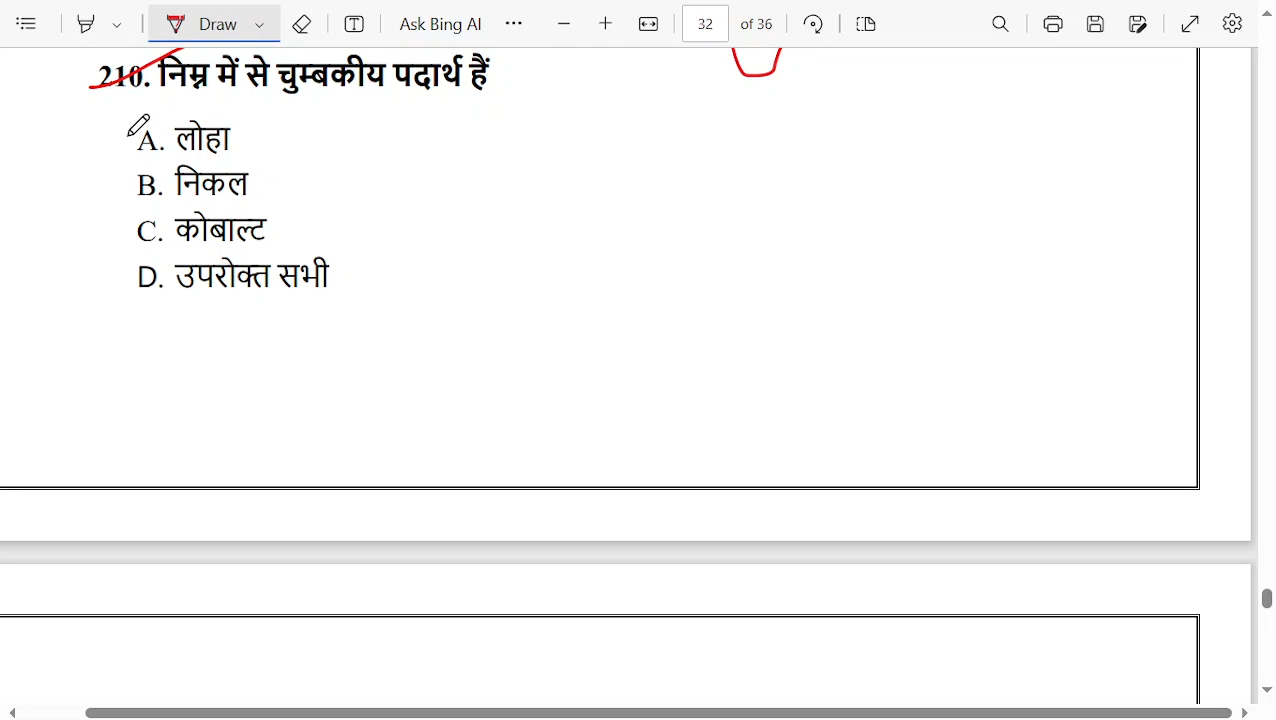 Draw Ask Bing AI 32 of 36
210. निम्न में से चुम्बकीय पदार्थ हैं
A. लोहा
B. निकल
C. कोबाल्ट
D. उपरोक्त सभी